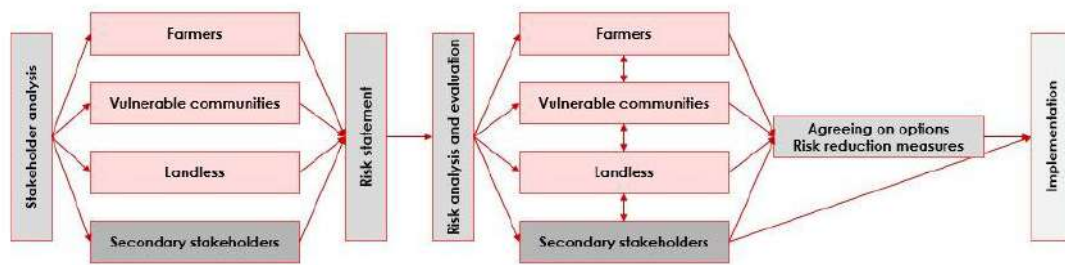 Stakeholder analysis
Farmers
Vulnerable communities
Landless
Secondary stakeholders
Risk statement
Risk analysis and evaluation
Farmers
Vulnerable communities
Landless
Secondary stakeholders
Agreeing on options
Risk reduction measures
Implementation